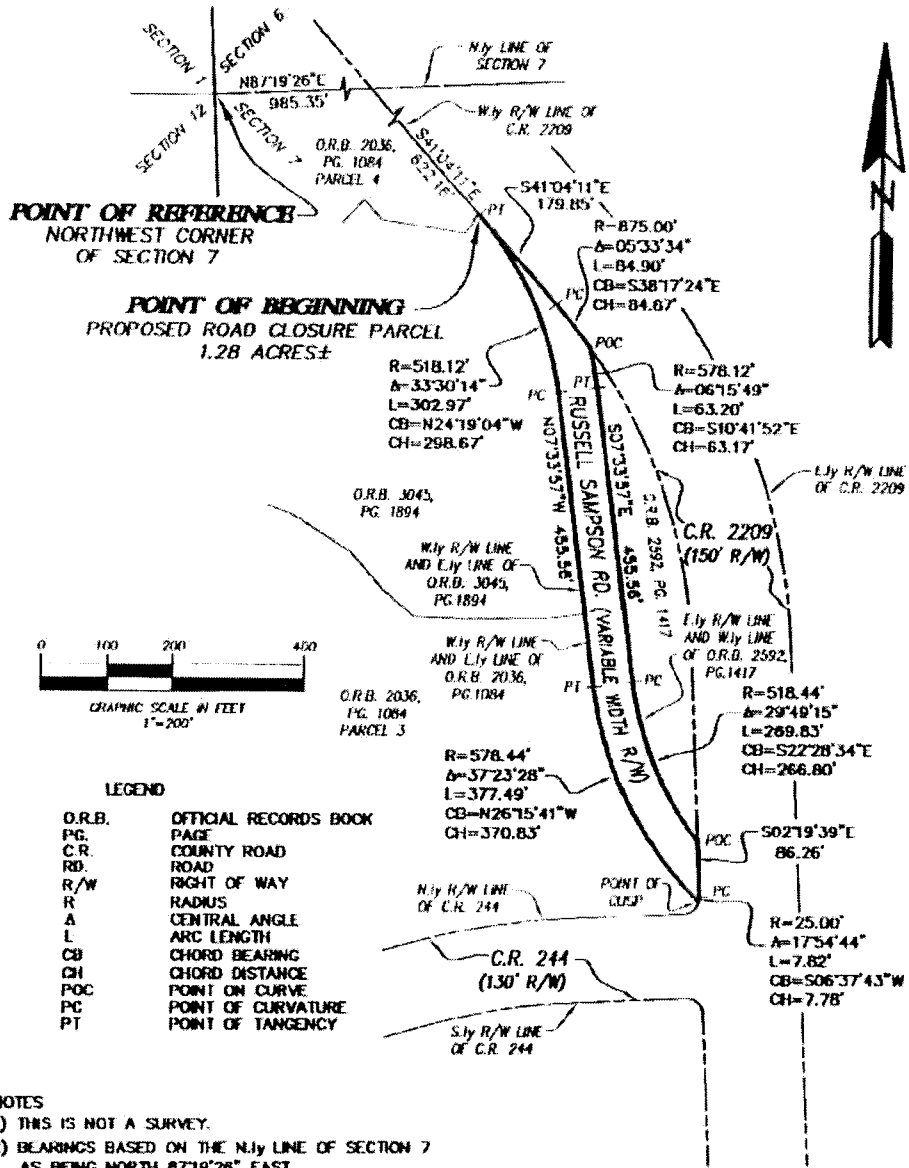 SECTION 1
SECTION 6
SECTION 12
SECTION 7
N87°19'26"E
985.35'
N.ly LINE OF
SECTION 7
W.ly R/W LINE OF
C.R. 2209
O.R.B. 2036,
PG. 1084
PARCEL 4
S41°04'11"E
622.16'
PT
N
POINT OF REFERENCE
NORTHWEST CORNER
OF SECTION 7
S41°04'11"E
179.85'
R=875.00'
Δ=05°33'34"
L=84.90'
CB=S38°17'24"E
CH=84.87'
POINT OF BEGINNING
PROPOSED ROAD CLOSURE PARCEL
1.28 ACRES±
PC
POC
R=518.12'
Δ=33°30'14"
L=302.97'
CB=N24°19'04"W
CH=298.67'
PC
PT
R=578.12'
Δ=06°15'49"
L=63.20'
CB=S10°41'52"E
CH=63.17'
E.ly R/W LINE
OF C.R. 2209
N07°33'57"W 455.56'
RUSSELL SAMPSON RD. (VARIABLE WIDTH R/W)
S07°33'57"E 455.56'
O.R.B. 2592, PG. 1417
C.R. 2209
(150' R/W)
O.R.B. 3045,
PG. 1894
W.ly R/W LINE
AND E.ly LINE OF
O.R.B. 3045,
PG.1894
W.ly R/W LINE
AND E.ly LINE OF
O.R.B. 2036,
PG.1084
E.ly R/W LINE
AND W.ly LINE
OF O.R.B. 2592,
PG.1417
0 100 200 400
GRAPHIC SCALE IN FEET
1"=200'
O.R.B. 2036,
PG. 1084
PARCEL 3
PT
PC
R=518.44'
Δ=29°49'15"
L=269.83'
CB=S22°28'34"E
CH=266.80'
R=578.44'
Δ=37°23'28"
L=377.49'
CB=N26°15'41"W
CH=370.83'
POC
S02°19'39"E
86.26'
LEGEND
O.R.B. OFFICIAL RECORDS BOOK
PG. PAGE
C.R. COUNTY ROAD
RD. ROAD
R/W RIGHT OF WAY
R RADIUS
Δ CENTRAL ANGLE
L ARC LENGTH
CB CHORD BEARING
CH CHORD DISTANCE
POC POINT ON CURVE
PC POINT OF CURVATURE
PT POINT OF TANGENCY
N.ly R/W LINE
OF C.R. 244
POINT OF
CUSP
PC
R=25.00'
Δ=17°54'44"
L=7.82'
CB=S06°37'43"W
CH=7.78'
C.R. 244
(130' R/W)
S.ly R/W LINE
OF C.R. 244
NOTES
) THIS IS NOT A SURVEY.
) BEARINGS BASED ON THE N.ly LINE OF SECTION 7
AS BEING NORTH 87°19'26" EAST